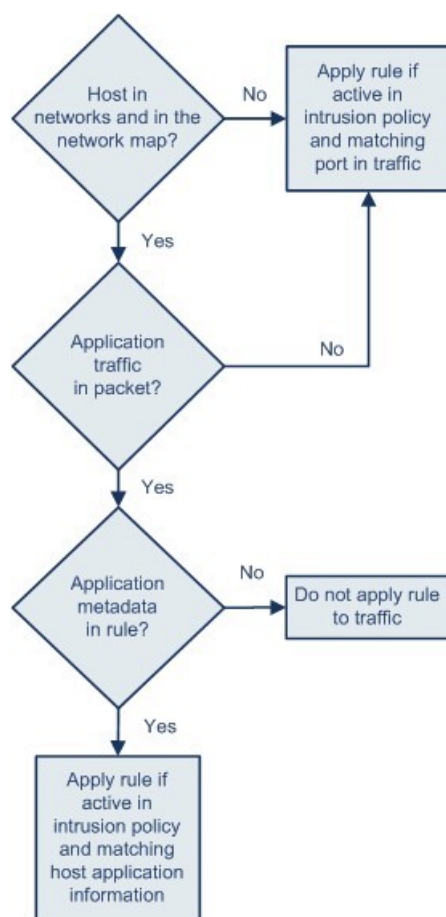 Host in
networks and in the
network map?
No
Apply rule if
active in
intrusion policy
and matching
port in traffic
Yes
Application
traffic
in packet?
No
Yes
Application
metadata
in rule?
No
Do not apply rule
to traffic
Yes
Apply rule if
active in
intrusion policy
and matching
host application
information